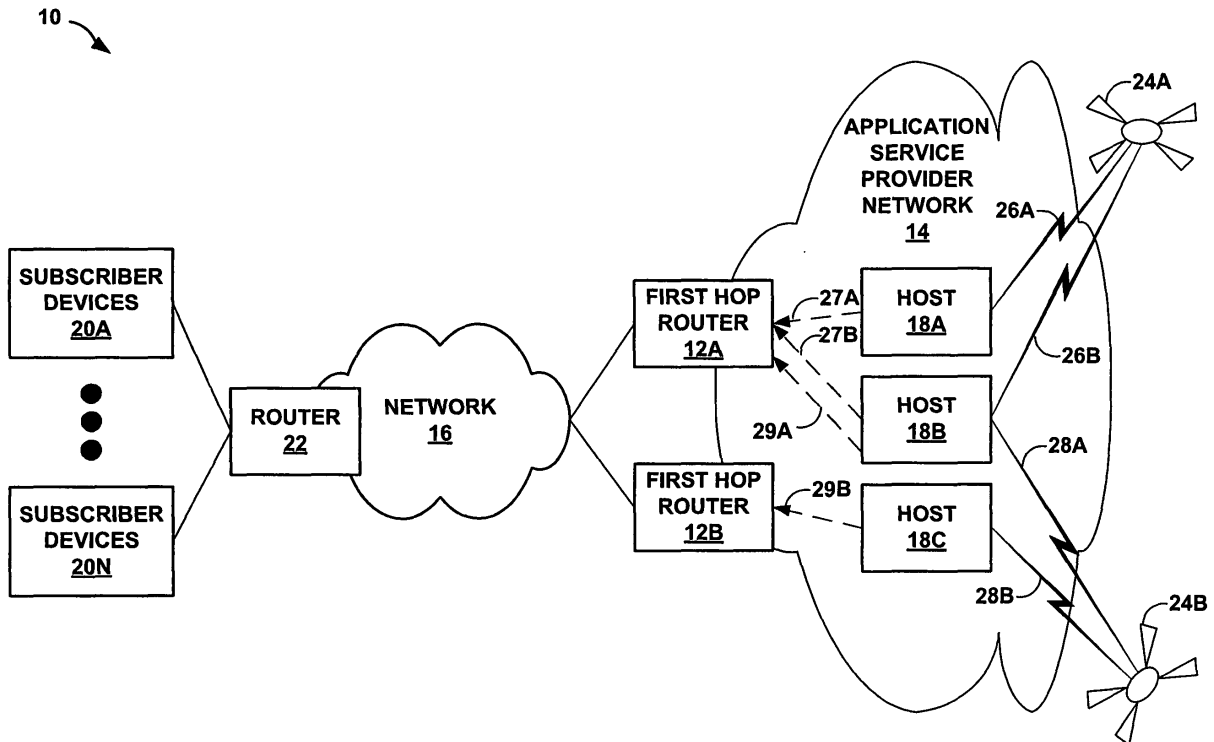 10
24A
APPLICATION
SERVICE
PROVIDER
NETWORK
14
26A
SUBSCRIBER
DEVICES
20A
FIRST HOP
ROUTER
12A
27A
27B
HOST
18A
26B
ROUTER
22
NETWORK
16
29A
HOST
18B
28A
SUBSCRIBER
DEVICES
20N
FIRST HOP
ROUTER
12B
29B
HOST
18C
28B
24B